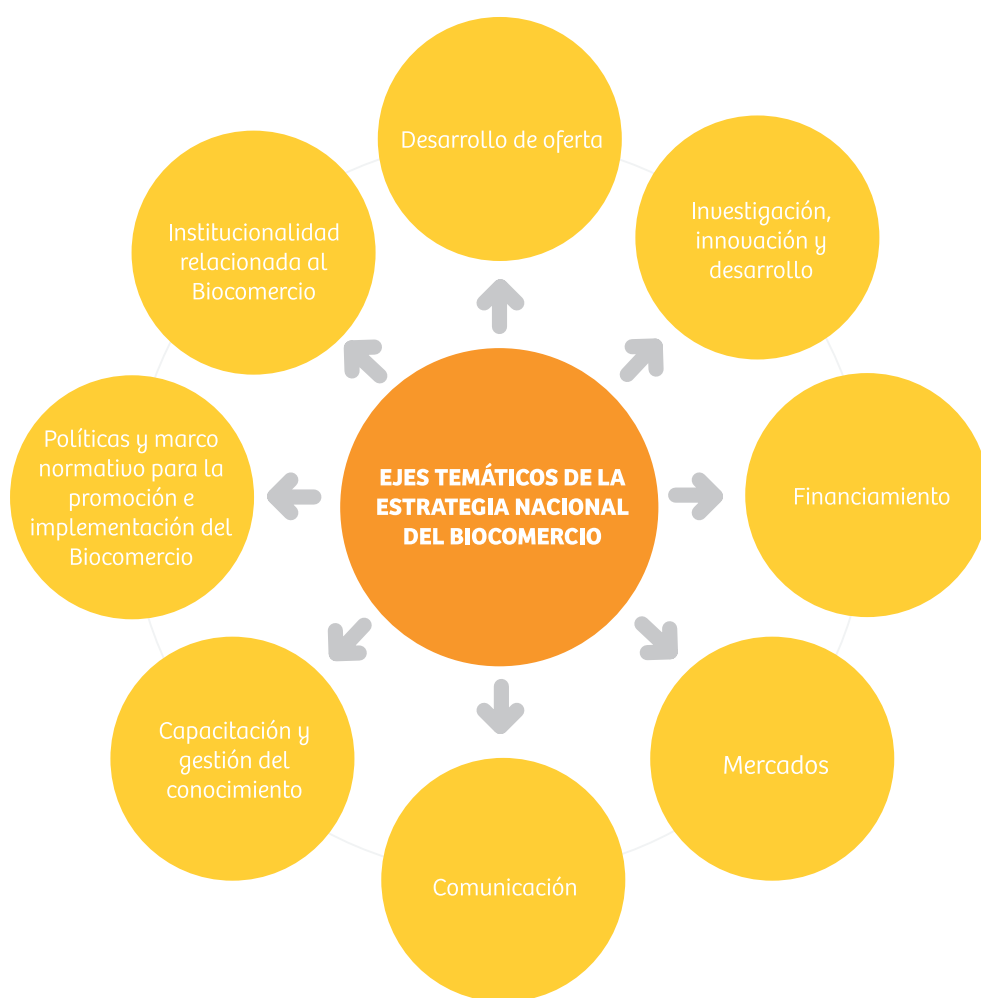 Desarrollo de oferta
Investigación,
innovación y
desarrollo
Financiamiento
Mercados
Comunicación
Capacitación y
gestión del
conocimiento
Políticas y marco
normativo para la
promoción e
implementación del
Biocomercio
Institucionalidad
relacionada al
Biocomercio
EJES TEMÁTICOS DE LA
ESTRATEGIA NACIONAL
DEL BIOCOMERCIO